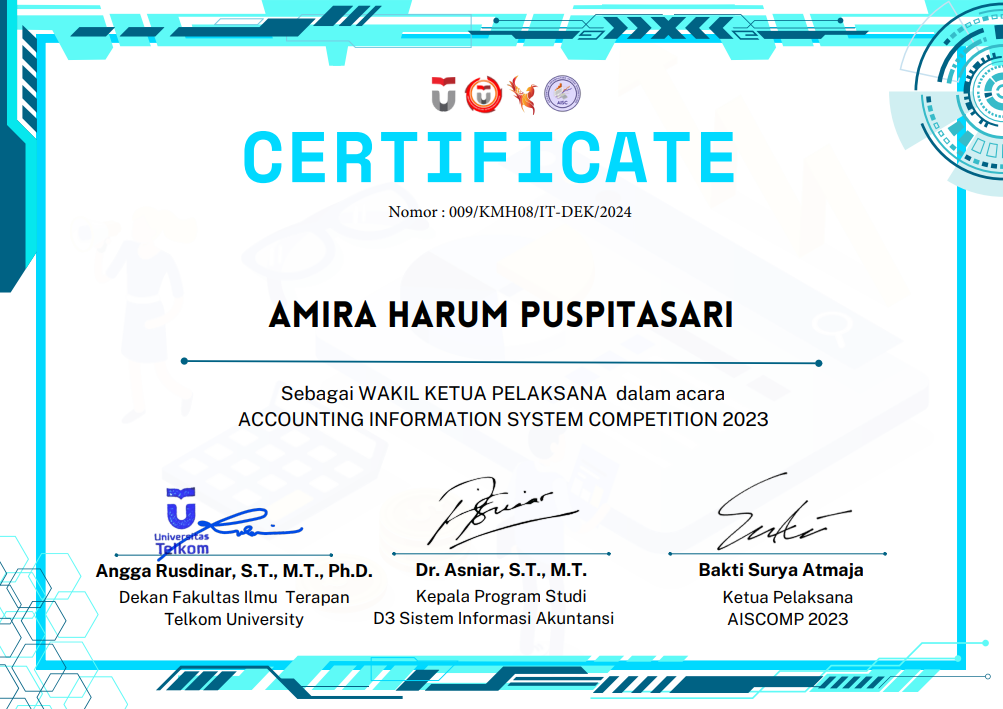 AISC
CERTIFICATE
Nomor : 009/KMH08/IT-DEK/2024
AMIRA HARUM PUSPITASARI
Sebagai WAKIL KETUA PELAKSANA dalam acara
ACCOUNTING INFORMATION SYSTEM COMPETITION 2023
Universitas
Telkom
Angga Rusdinar, S.T., M.T., Ph.D.
Dekan Fakultas Ilmu Terapan
Telkom University
Asniar
Dr. Asniar, S.T., M.T.
Kepala Program Studi
D3 Sistem Informasi Akuntansi
Bakti Surya Atmaja
Ketua Pelaksana
AISCOMP 2023